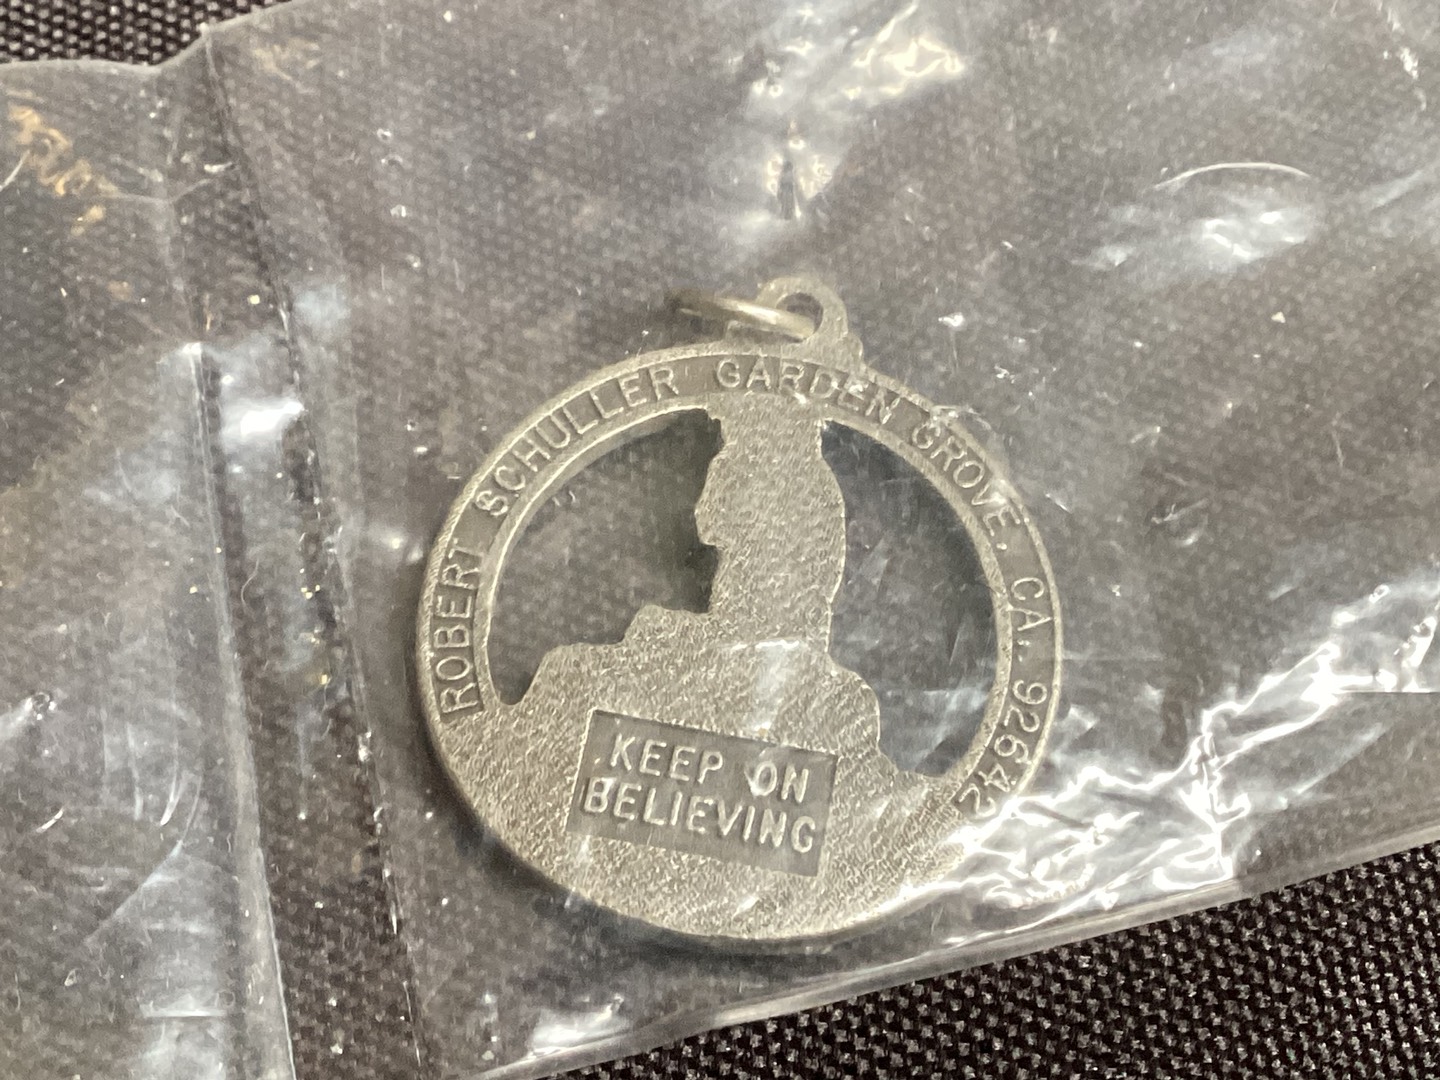 ROBERT SCHULLER GARDEN GROVE, CA. 92642
KEEP ON
BELIEVING